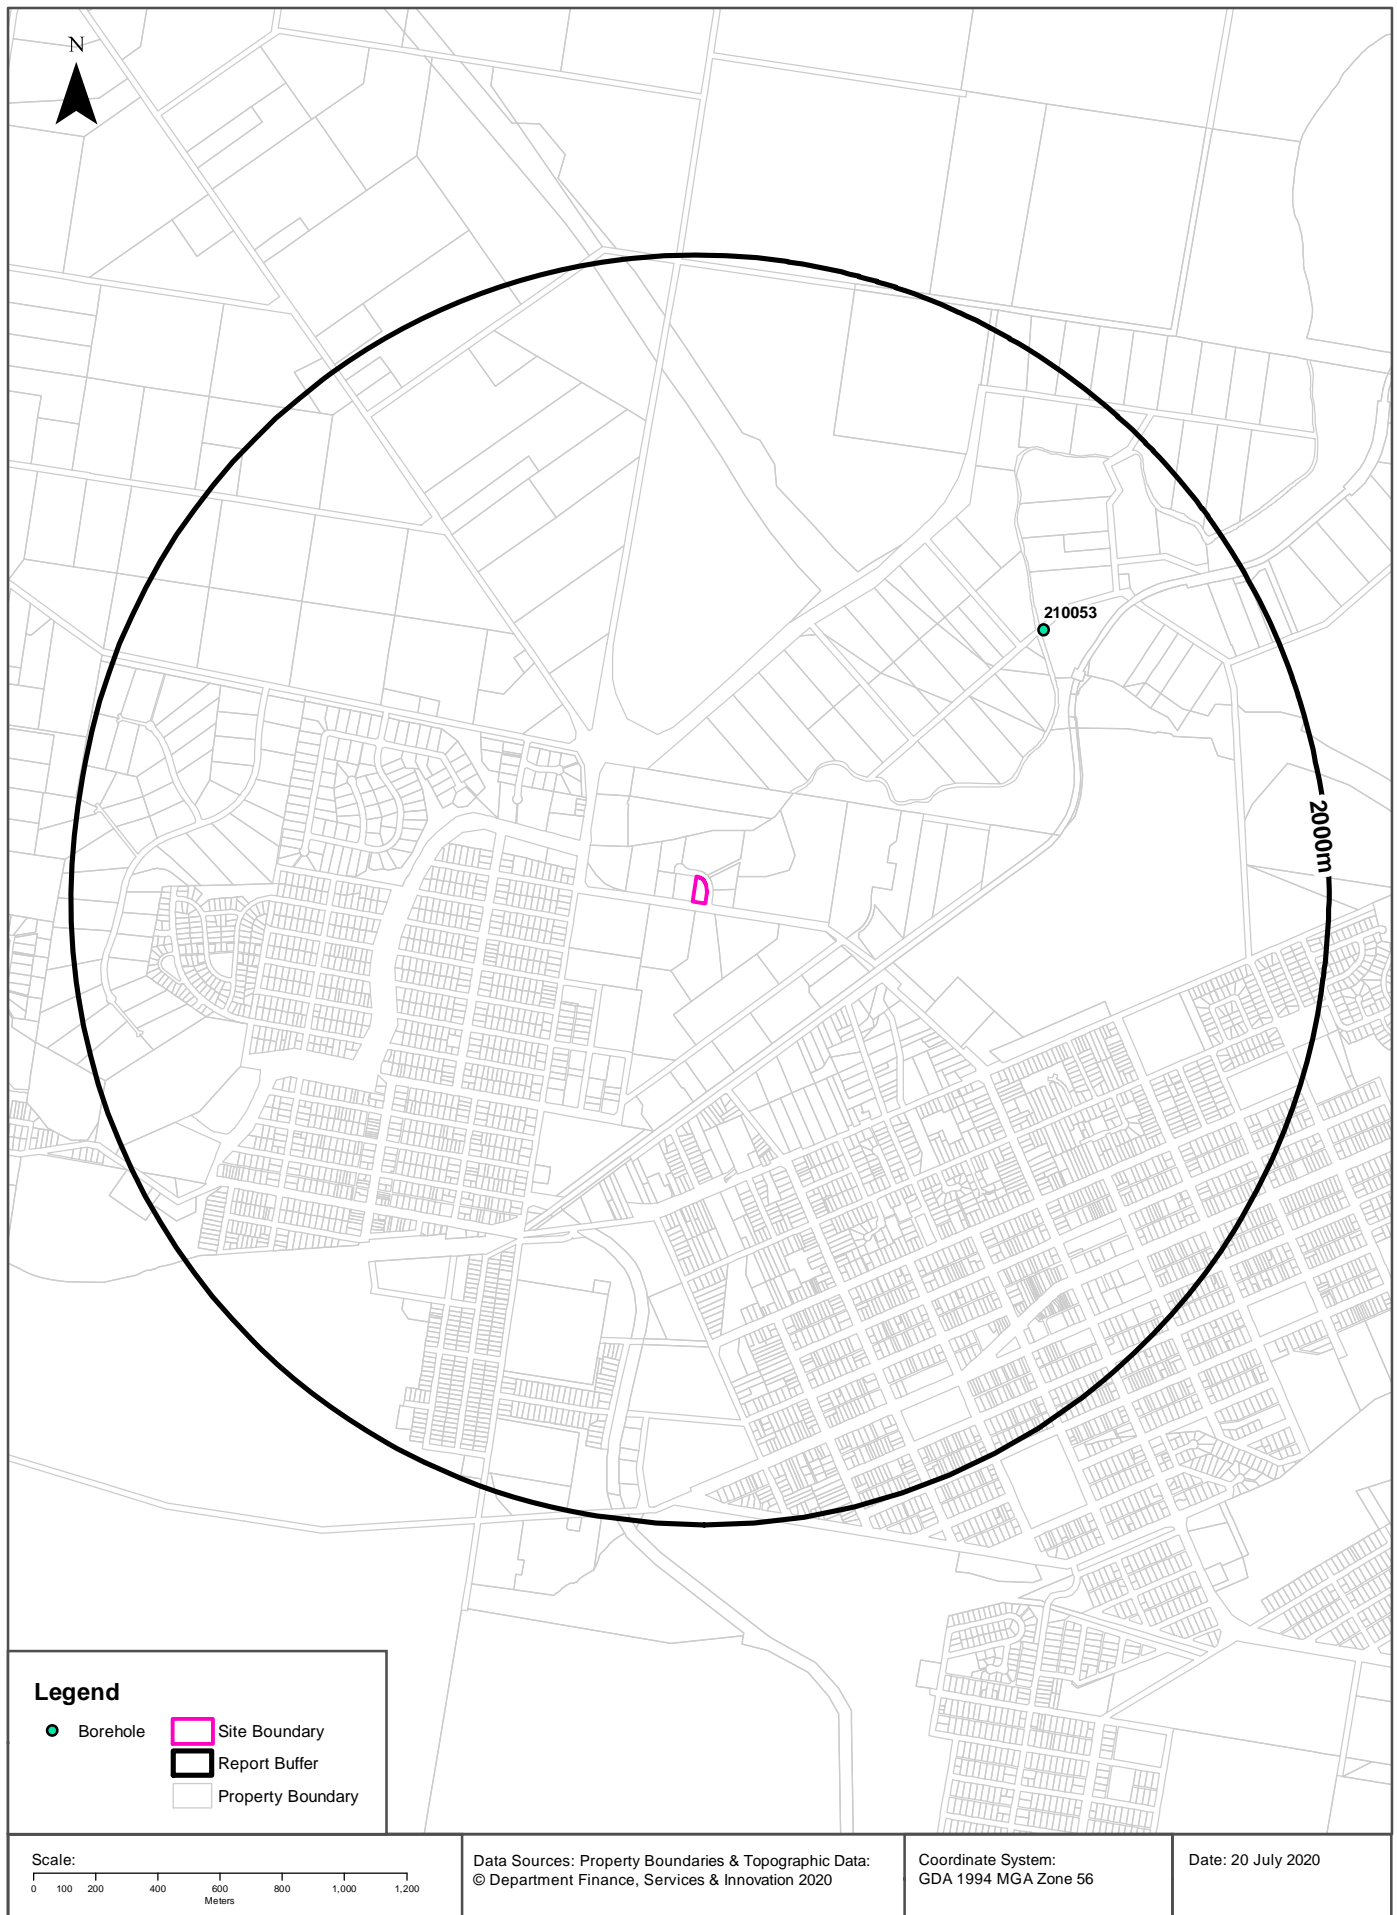 N
210053
2000m
Legend
Borehole
Site Boundary
Report Buffer
Property Boundary
Scale:
0 100 200 400 600 800 1,000 1,200
Meters
Data Sources: Property Boundaries & Topographic Data:
© Department Finance, Services & Innovation 2020
Coordinate System:
GDA 1994 MGA Zone 56
Date: 20 July 2020